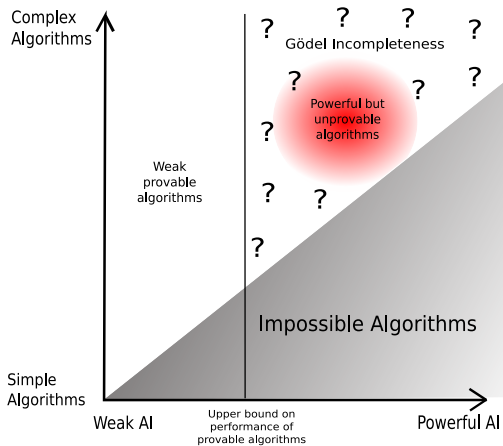 Complex
Algorithms
?
?
?
?
Gödel Incompleteness
?
?
?
Powerful but
unprovable
algorithms
?
Weak
provable
algorithms
?
?
?
Impossible Algorithms
Simple
Algorithms
Weak AI
Upper bound on
performance of
provable algorithms
Powerful AI